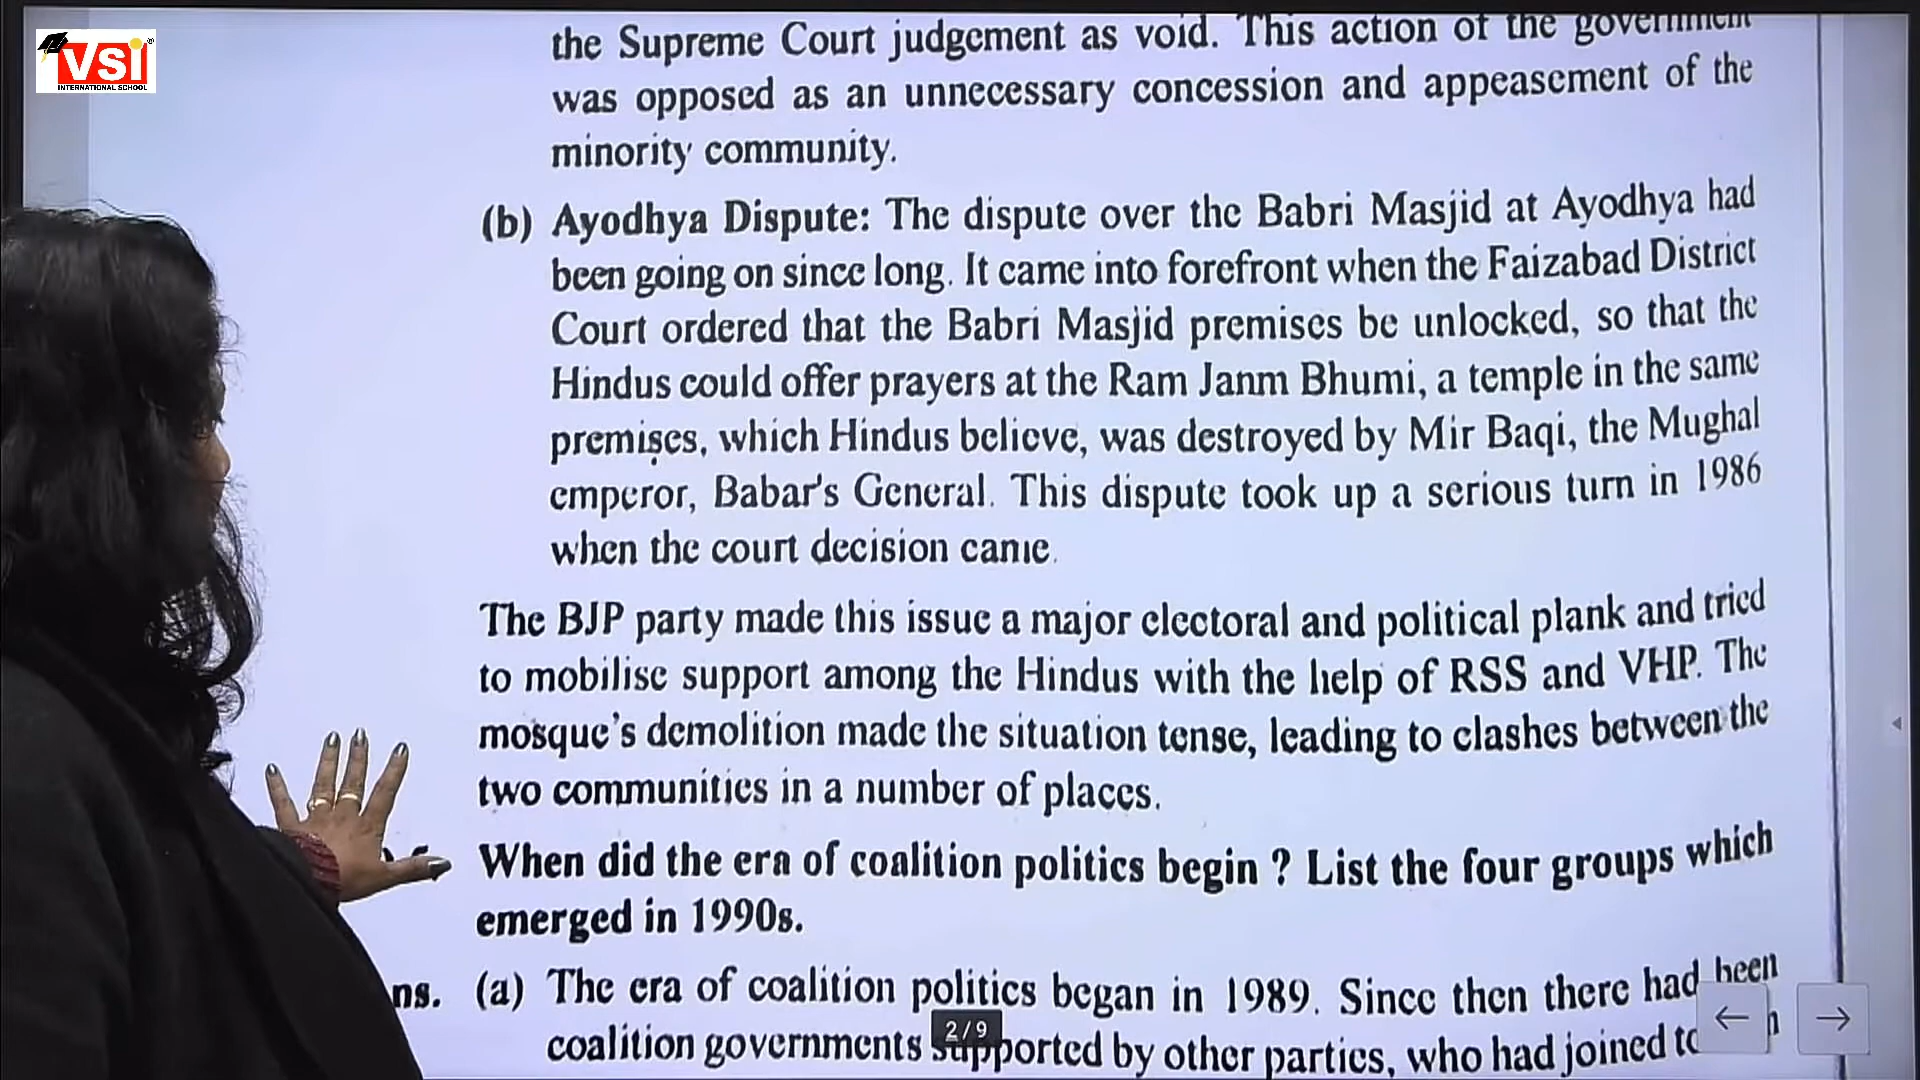 VSI
INTERNATIONAL SCHOOL
the Supreme Court judgement as void. This action of the government
was opposed as an unnecessary concession and appeasement of the
minority community.
(b) Ayodhya Dispute: The dispute over the Babri Masjid at Ayodhya had
been going on since long. It came into forefront when the Faizabad District
Court ordered that the Babri Masjid premises be unlocked, so that the
Hindus could offer prayers at the Ram Janm Bhumi, a temple in the same
premises, which Hindus believe, was destroyed by Mir Baqi, the Mughal
emperor, Babar's General. This dispute took up a serious turn in 1986
when the court decision came.
The BJP party made this issue a major electoral and political plank and tried
to mobilise support among the Hindus with the help of RSS and VHP. The
mosque's demolition made the situation tense, leading to clashes between the
two communities in a number of places.
When did the era of coalition politics begin ? List the four groups which
emerged in 1990s.
ns. (a) The era of coalition politics began in 1989. Since then there had been
coalition governments supported by other parties, who had joined
2/9